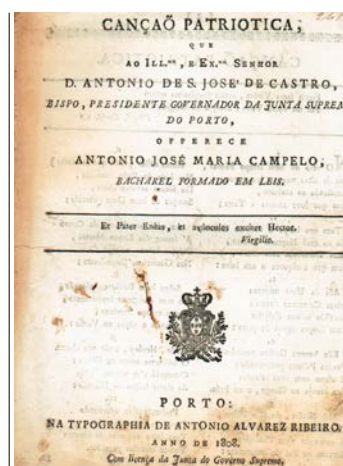 CANÇAÕ PATRIOTICA,
QUE
AO ILL.mo, E EX.mo SENHOR
D. ANTONIO DE S. JOSE' DE CASTRO,
BISPO, PRESIDENTE GOVERNADOR DA JUNTA SUPREM
DO PORTO,
OFFERECE
ANTONIO JOSÉ MARIA CAMPELO,
BACHAREL FORMADO EM LEIS.
Et Pater Eneas, et avunculus excitet Hector.
Virgilio.
PORTO:
NA TYPOGRAPHIA DE ANTONIO ALVAREZ RIBEIRO.
ANNO DE 1808.
Com licença da Junta do Governo Supremo.